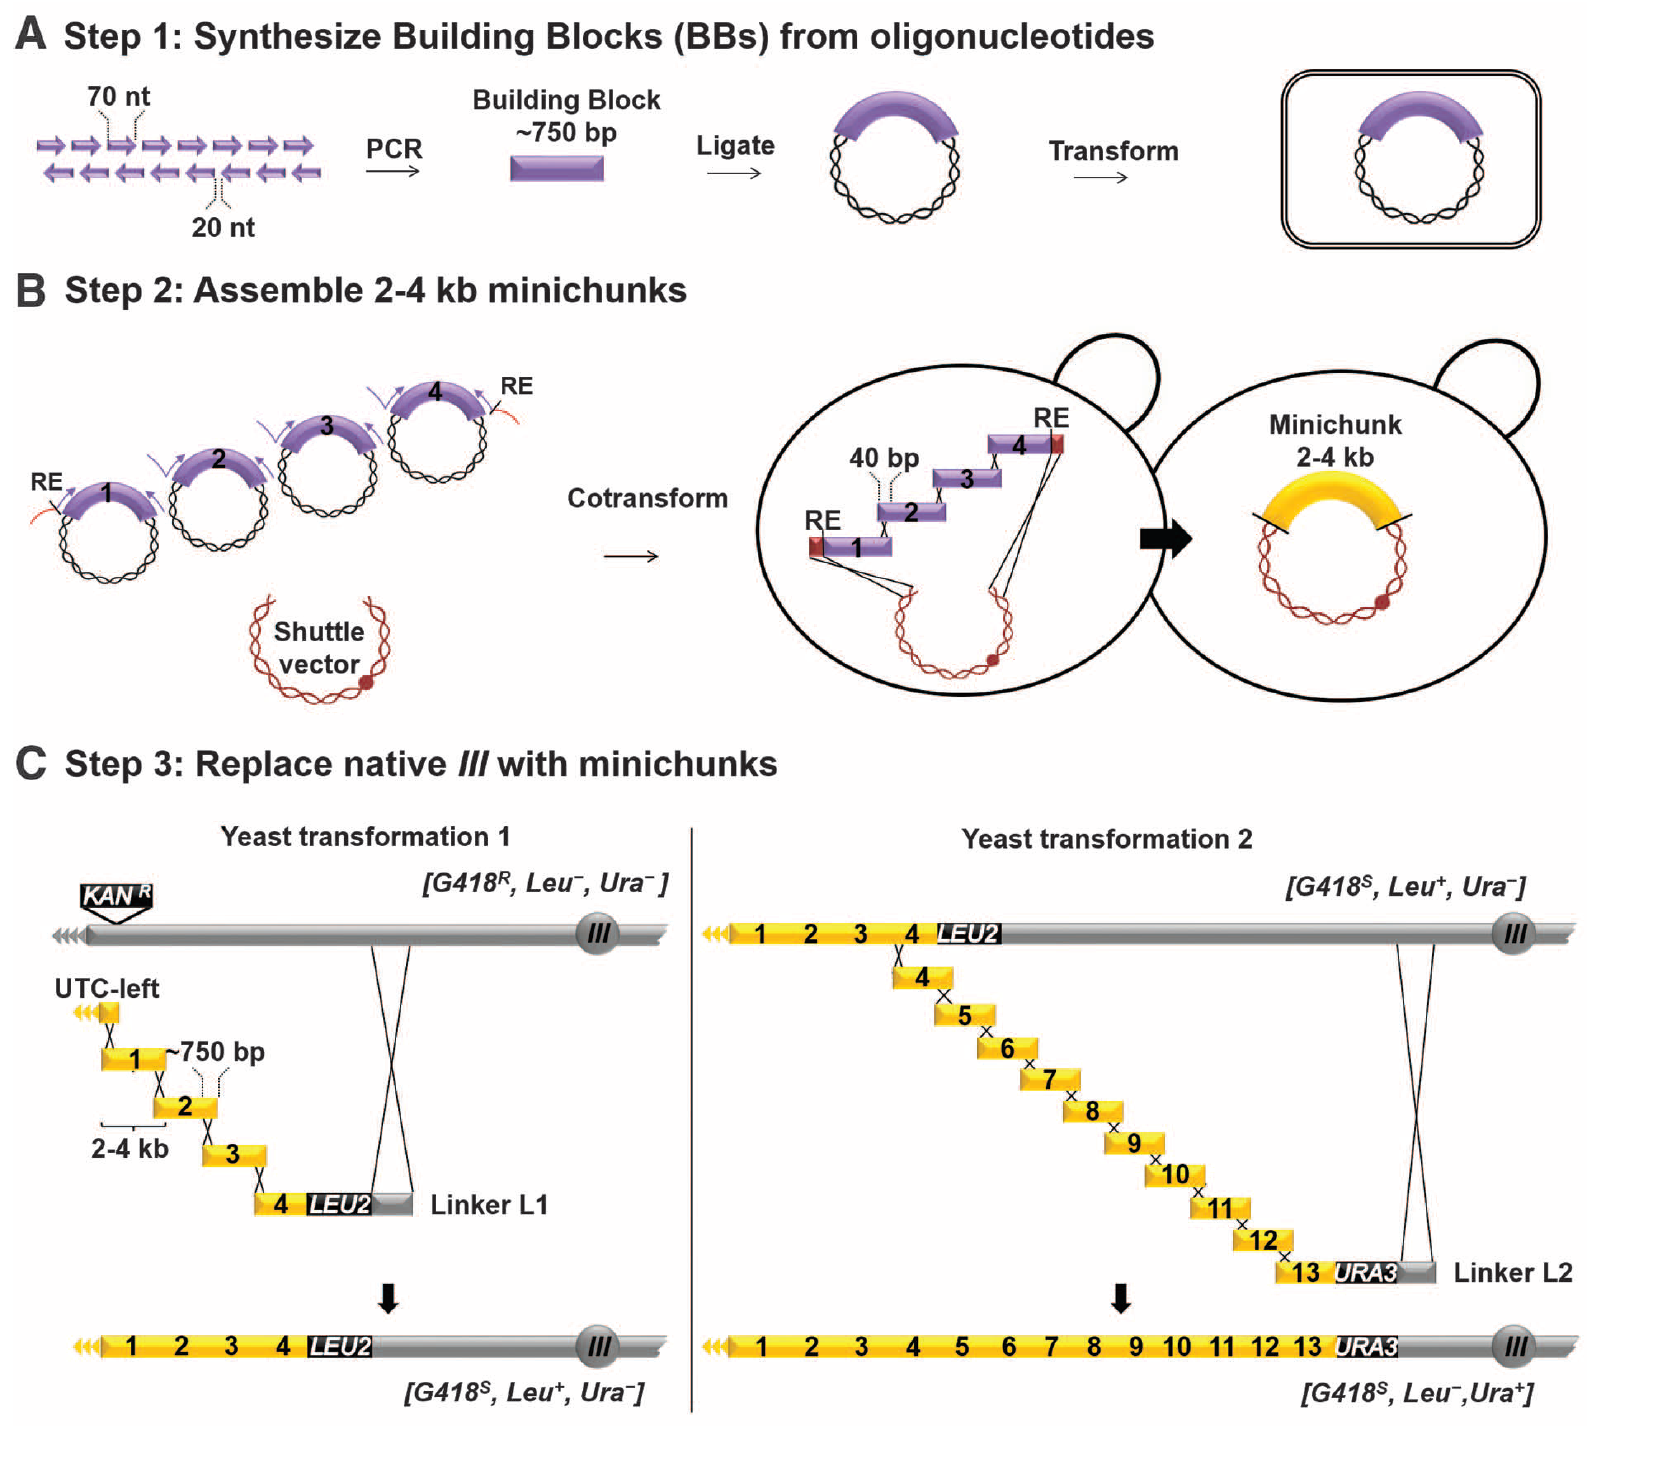 A Step 1: Synthesize Building Blocks (BBs) from oligonucleotides
70 nt
20 nt
PCR
Building Block
~750 bp
Ligate
Transform
B Step 2: Assemble 2-4 kb minichunks
RE
1
2
3
4
RE
Shuttle
vector
Cotransform
RE
1
40 bp
2
3
4
RE
Minichunk
2-4 kb
C Step 3: Replace native III with minichunks
Yeast transformation 1
KAN R
[G418R, Leu–, Ura– ]
III
UTC-left
1
~750 bp
2
2-4 kb
3
4 LEU2 Linker L1
1 2 3 4 LEU2 III
[G418S, Leu+, Ura–]
Yeast transformation 2
[G418S, Leu+, Ura–]
1 2 3 4 LEU2 III
4
5
6
7
8
9
10
11
12
13 URA3 Linker L2
1 2 3 4 5 6 7 8 9 10 11 12 13 URA3 III
[G418S, Leu–,Ura+]